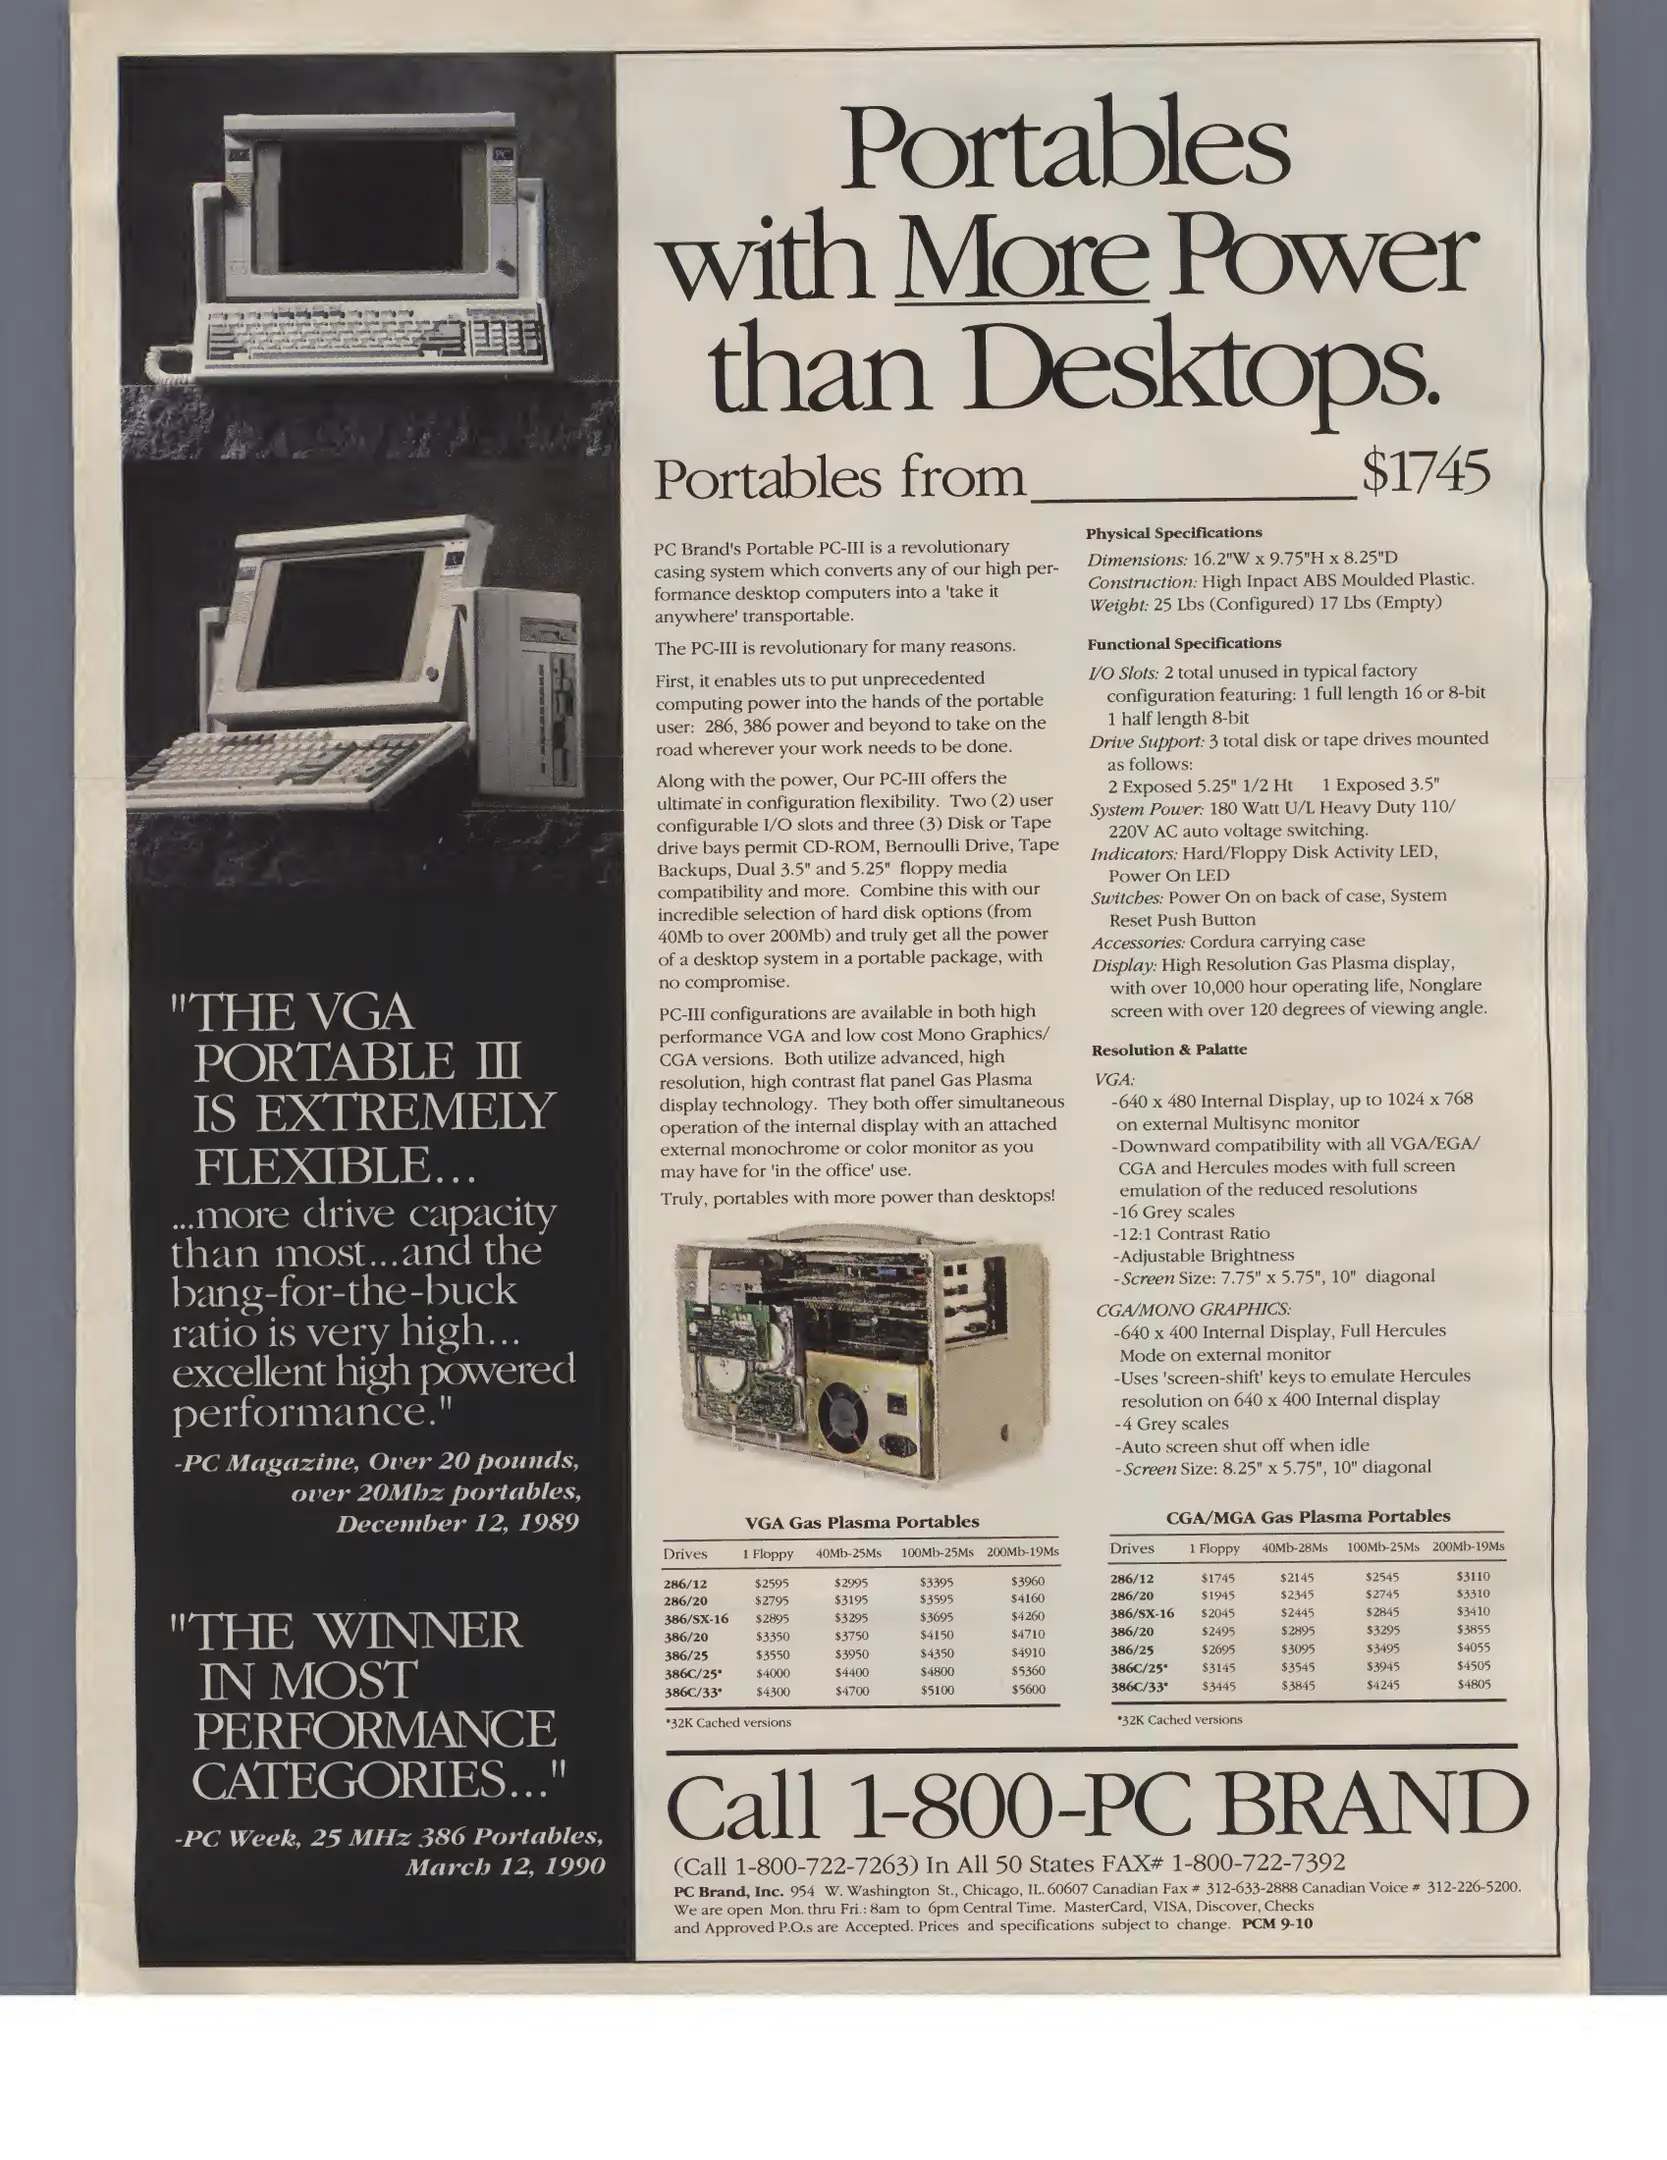 PC
Portables
with More Power
than Desktops.
Portables from $1745
PC Brand's Portable PC-III is a revolutionary
casing system which converts any of our high per-
formance desktop computers into a 'take it
anywhere' transportable.
The PC-III is revolutionary for many reasons.
First, it enables uts to put unprecedented
computing power into the hands of the portable
user: 286, 386 power and beyond to take on the
road wherever your work needs to be done.
Along with the power, Our PC-III offers the
ultimate in configuration flexibility. Two (2) user
configurable I/O slots and three (3) Disk or Tape
drive bays permit CD-ROM, Bernoulli Drive, Tape
Backups, Dual 3.5" and 5.25" floppy media
compatibility and more. Combine this with our
incredible selection of hard disk options (from
40Mb to over 200Mb) and truly get all the power
of a desktop system in a portable package, with
no compromise.
PC-III configurations are available in both high
performance VGA and low cost Mono Graphics/
CGA versions. Both utilize advanced, high
resolution, high contrast flat panel Gas Plasma
display technology. They both offer simultaneous
operation of the internal display with an attached
external monochrome or color monitor as you
may have for 'in the office' use.
Truly, portables with more power than desktops!
Physical Specifications
Dimensions: 16.2"W x 9.75"H x 8.25"D
Construction: High Inpact ABS Moulded Plastic.
Weight: 25 Lbs (Configured) 17 Lbs (Empty)
Functional Specifications
I/O Slots: 2 total unused in typical factory
configuration featuring: 1 full length 16 or 8-bit
1 half length 8-bit
Drive Support: 3 total disk or tape drives mounted
as follows:
2 Exposed 5.25" 1/2 Ht 1 Exposed 3.5"
System Power: 180 Watt U/L Heavy Duty 110/
220V AC auto voltage switching.
Indicators: Hard/Floppy Disk Activity LED,
Power On LED
Switches: Power On on back of case, System
Reset Push Button
Accessories: Cordura carrying case
Display: High Resolution Gas Plasma display,
with over 10,000 hour operating life, Nonglare
screen with over 120 degrees of viewing angle.
Resolution & Palatte
VGA:
-640 x 480 Internal Display, up to 1024 x 768
on external Multisync monitor
-Downward compatibility with all VGA/EGA/
CGA and Hercules modes with full screen
emulation of the reduced resolutions
-16 Grey scales
-12:1 Contrast Ratio
-Adjustable Brightness
-Screen Size: 7.75" x 5.75", 10" diagonal
CGA/MONO GRAPHICS:
-640 x 400 Internal Display, Full Hercules
Mode on external monitor
-Uses 'screen-shift' keys to emulate Hercules
resolution on 640 x 400 Internal display
-4 Grey scales
-Auto screen shut off when idle
-Screen Size: 8.25" x 5.75", 10" diagonal
"THE VGA
PORTABLE III
IS EXTREMELY
FLEXIBLE...
...more drive capacity
than most...and the
bang-for-the-buck
ratio is very high...
excellent high powered
performance."
-PC Magazine, Over 20 pounds,
over 20Mhz portables,
December 12, 1989
"THE WINNER
IN MOST
PERFORMANCE
CATEGORIES..."
-PC Week, 25 MHz 386 Portables,
March 12, 1990
VGA Gas Plasma Portables
Drives 1 Floppy 40Mb-25Ms 100Mb-25Ms 200Mb-19Ms
286/12 $2595 $2995 $3395 $3960
286/20 $2795 $3195 $3595 $4160
386/SX-16 $2895 $3295 $3695 $4260
386/20 $3350 $3750 $4150 $4710
386/25 $3550 $3950 $4350 $4910
386C/25* $4000 $4400 $4800 $5360
386C/33* $4300 $4700 $5100 $5600
*32K Cached versions
CGA/MGA Gas Plasma Portables
Drives 1 Floppy 40Mb-28Ms 100Mb-25Ms 200Mb-19Ms
286/12 $1745 $2145 $2545 $3110
286/20 $1945 $2345 $2745 $3310
386/SX-16 $2045 $2445 $2845 $3410
386/20 $2495 $2895 $3295 $3855
386/25 $2695 $3095 $3495 $4055
386C/25* $3145 $3545 $3945 $4505
386C/33* $3445 $3845 $4245 $4805
*32K Cached versions
Call 1-800-PC BRAND
(Call 1-800-722-7263) In All 50 States FAX# 1-800-722-7392
PC Brand, Inc. 954 W. Washington St., Chicago, IL. 60607 Canadian Fax # 312-633-2888 Canadian Voice # 312-226-5200.
We are open Mon. thru Fri.: 8am to 6pm Central Time. MasterCard, VISA, Discover, Checks
and Approved P.O.s are Accepted. Prices and specifications subject to change. PCM 9-10